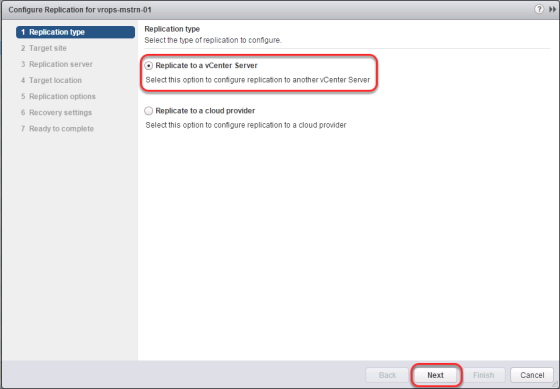 Configure Replication for vrops-mstrn-01
1 Replication type
2 Target site
3 Replication server
4 Target location
5 Replication options
6 Recovery settings
7 Ready to complete
Replication type
Select the type of replication to configure.
Replicate to a vCenter Server
Select this option to configure replication to another vCenter Server
Replicate to a cloud provider
Select this option to configure replication to a cloud provider
Back Next Finish Cancel